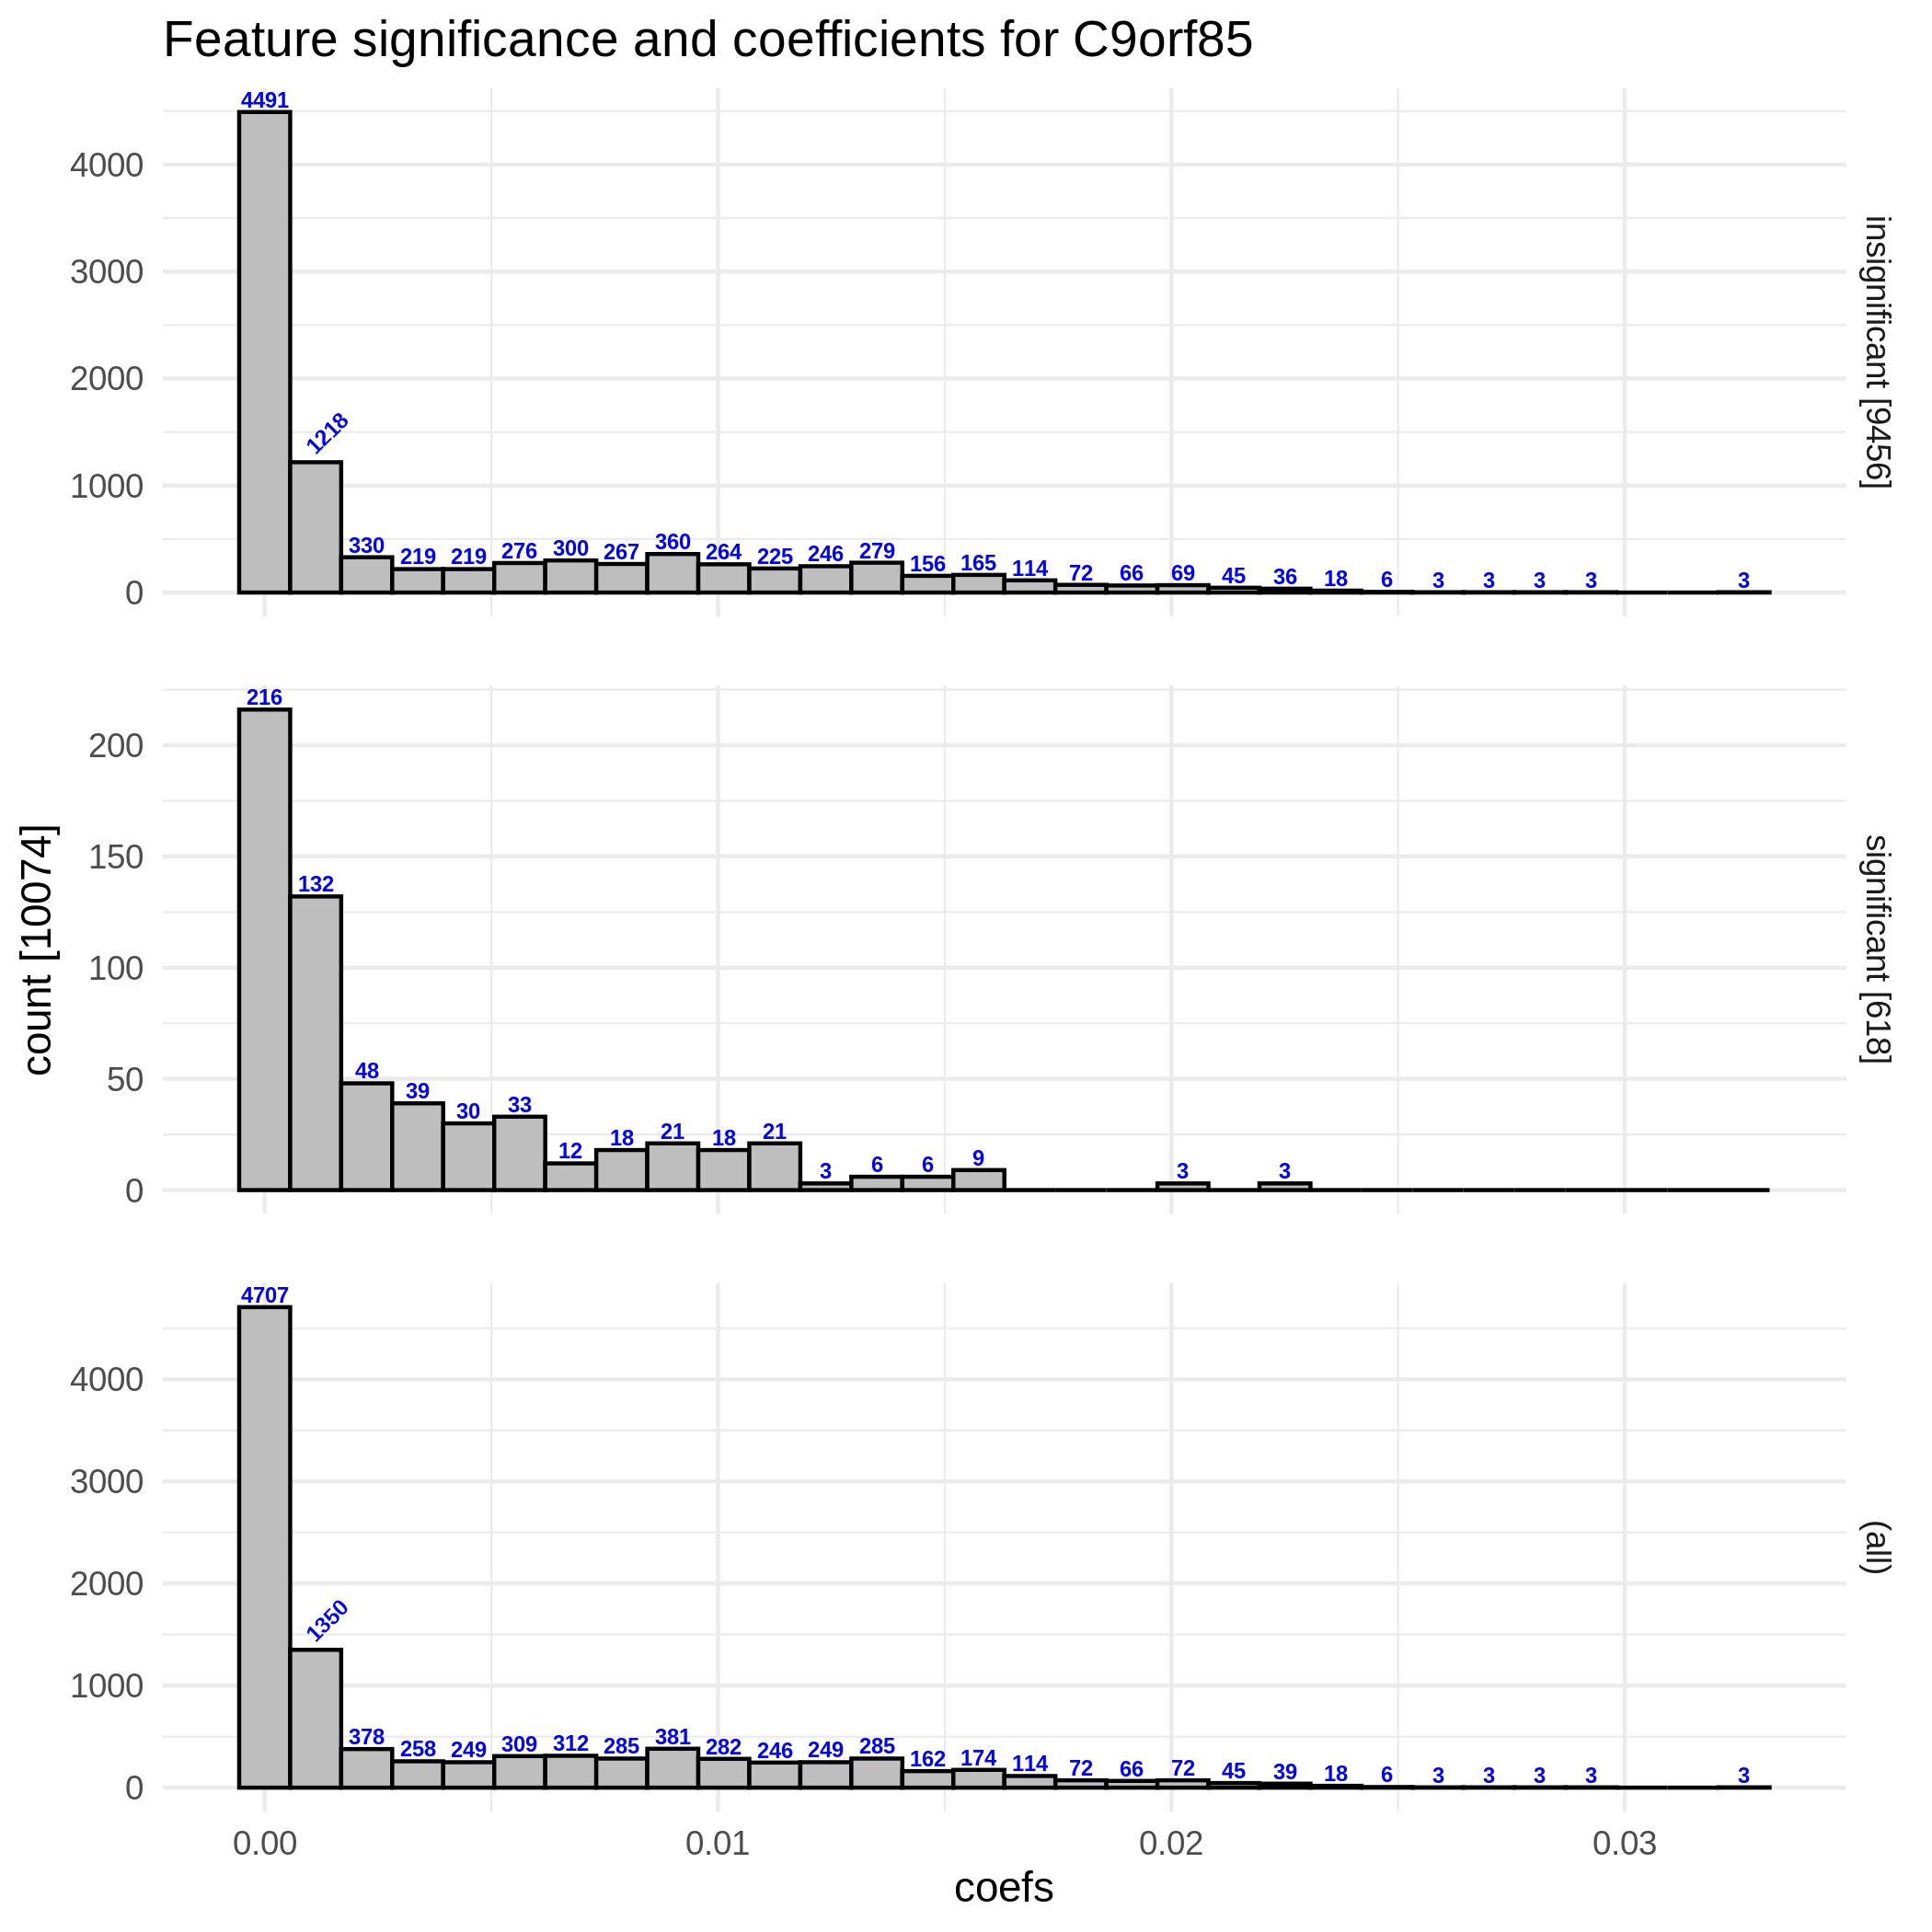 Feature significance and coefficients for C9orf85
4491
4000
3000
2000
1218
1000
330 219 219 276 300 267 360 264 225 246 279 156 165 114 72 66 69 45 36 18 6 3 3 3 3 3
0
insignificant [9456]
216
200
150
132
100
50
48 39 30 33 12 18 21 18 21 3 6 6 9 3 3
0
significant [618]
count [10074]
4707
4000
3000
2000
1350
1000
378 258 249 309 312 285 381 282 246 249 285 162 174 114 72 66 72 45 39 18 6 3 3 3 3 3
0
(all)
0.00 0.01 0.02 0.03
coefs